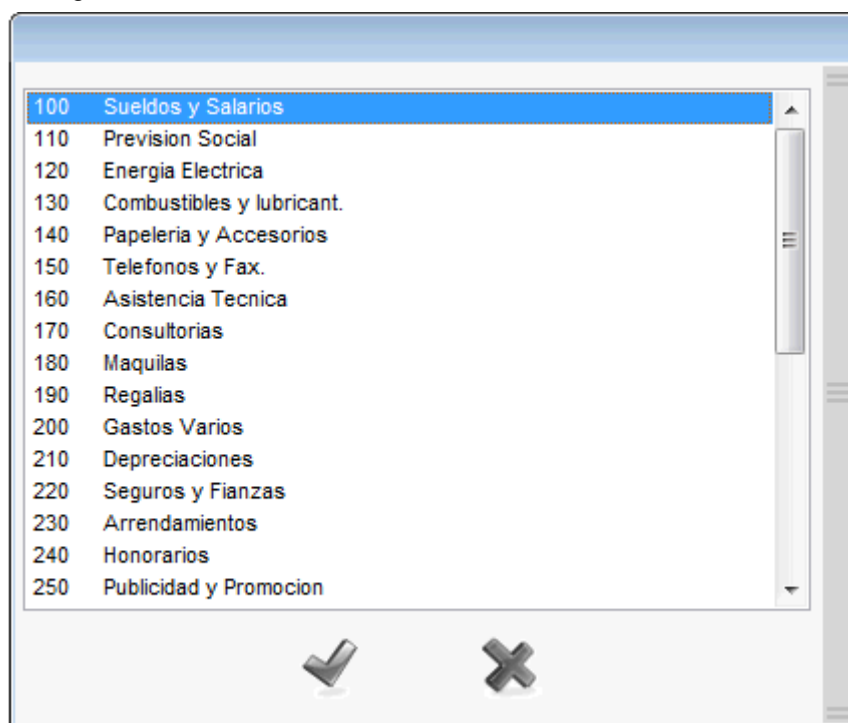 100 Sueldos y Salarios
110 Prevision Social
120 Energia Electrica
130 Combustibles y lubricant.
140 Papeleria y Accesorios
150 Telefonos y Fax.
160 Asistencia Tecnica
170 Consultorias
180 Maquilas
190 Regalias
200 Gastos Varios
210 Depreciaciones
220 Seguros y Fianzas
230 Arrendamientos
240 Honorarios
250 Publicidad y Promocion